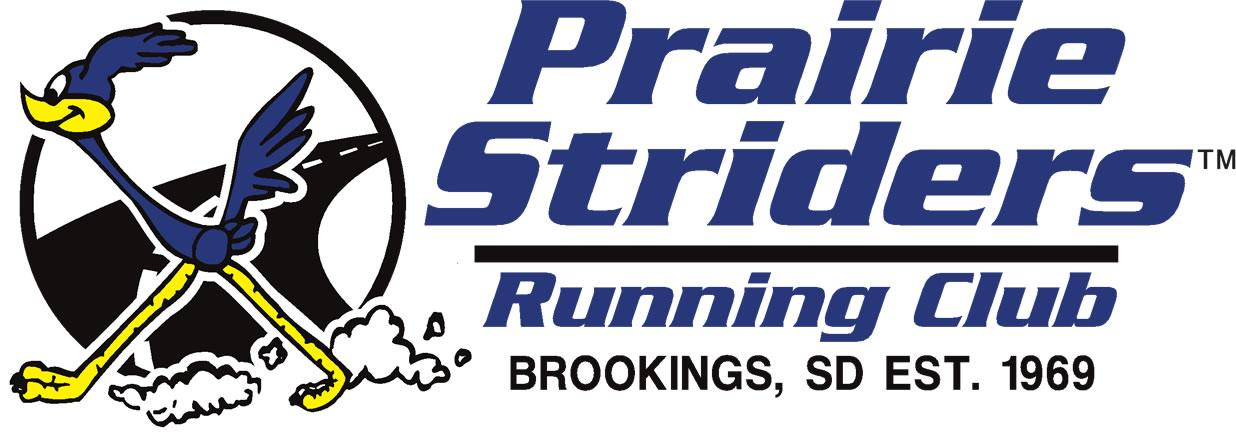 Prairie
Striders™
Running Club
BROOKINGS, SD EST. 1969